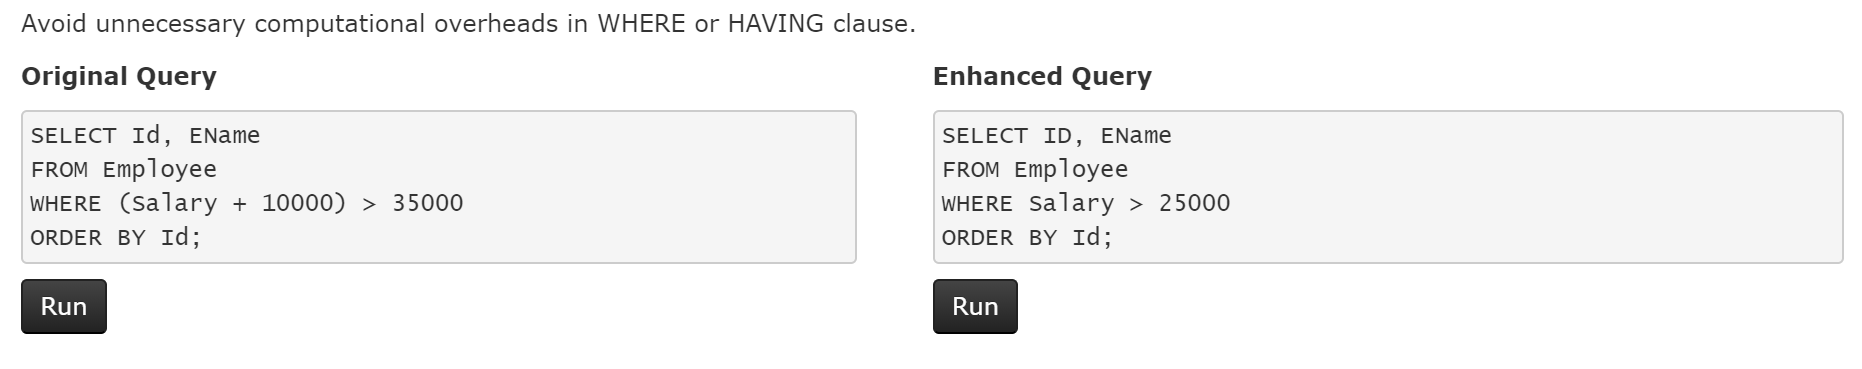 Avoid unnecessary computational overheads in WHERE or HAVING clause.
Original Query
SELECT Id, EName
FROM Employee
WHERE (Salary + 10000) > 35000
ORDER BY Id;
Run
Enhanced Query
SELECT ID, EName
FROM Employee
WHERE Salary > 25000
ORDER BY Id;
Run